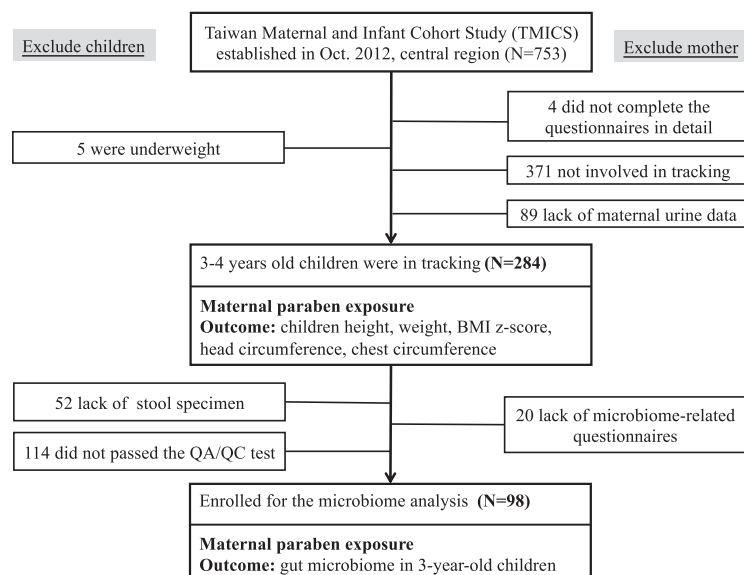 Exclude children
Taiwan Maternal and Infant Cohort Study (TMICS)
established in Oct. 2012, central region (N=753)
Exclude mother
4 did not complete the
questionnaires in detail
5 were underweight
371 not involved in tracking
89 lack of maternal urine data
3-4 years old children were in tracking (N=284)
Maternal paraben exposure
Outcome: children height, weight, BMI z-score,
head circumference, chest circumference
52 lack of stool specimen
20 lack of microbiome-related
questionnaires
114 did not passed the QA/QC test
Enrolled for the microbiome analysis (N=98)
Maternal paraben exposure
Outcome: gut microbiome in 3-year-old children